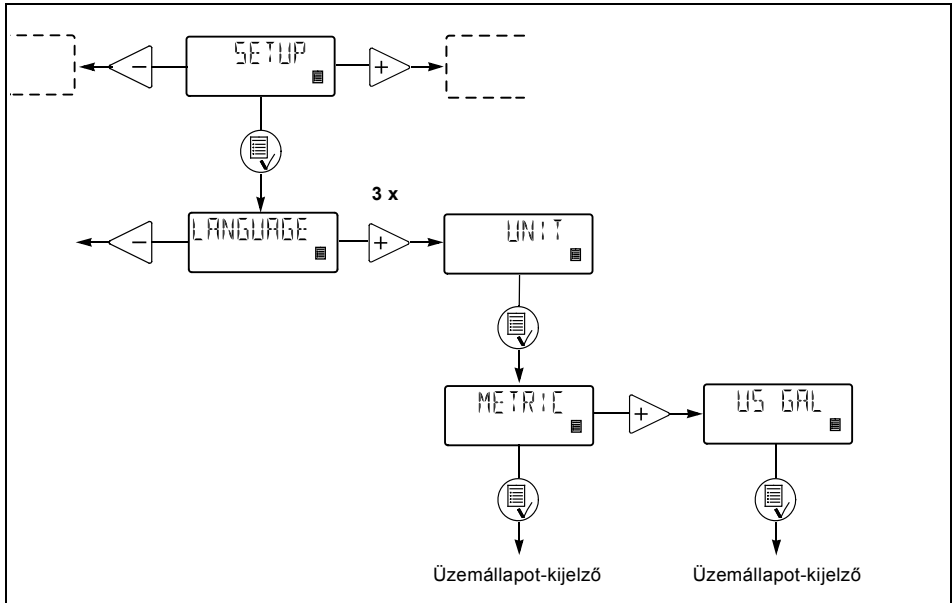 SETUP
− +
3 x
LANGUAGE
− +
UNIT
METRIC
+
US GAL
Üzemállapot-kijelző
Üzemállapot-kijelző